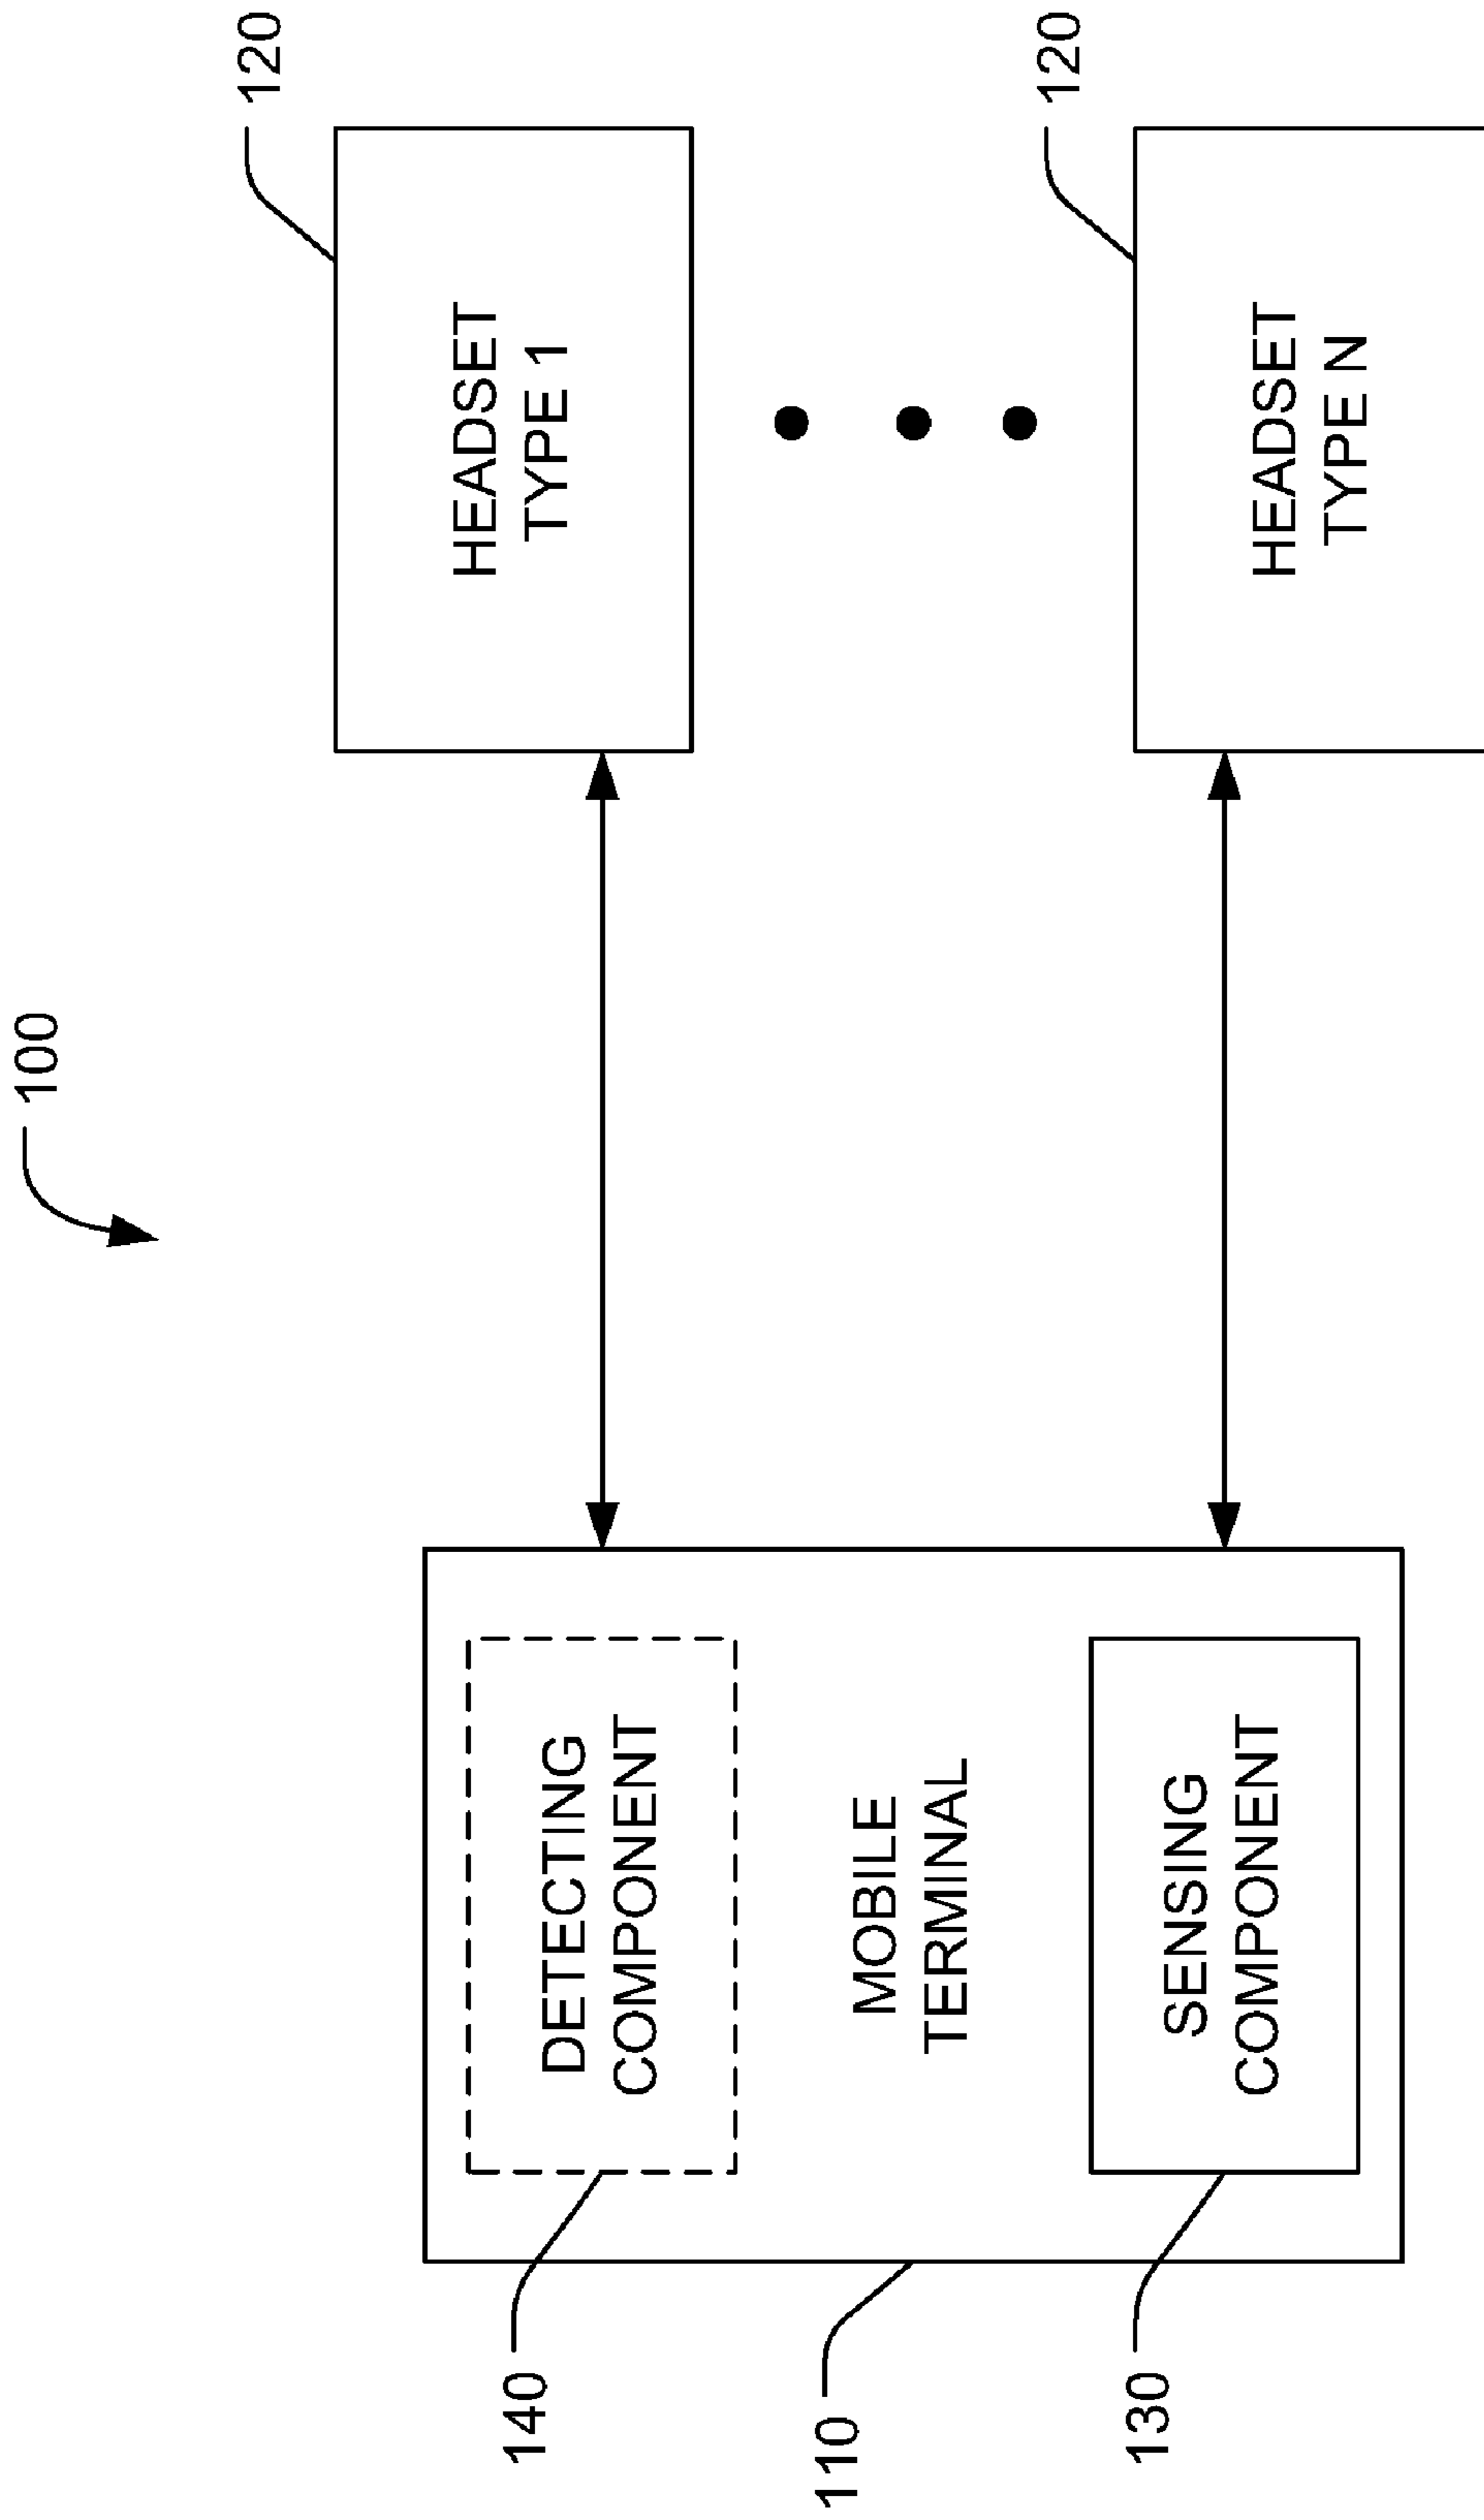 100
120
HEADSET
TYPE 1
120
HEADSET
TYPE N
140
DETECTING
COMPONENT
110
MOBILE
TERMINAL
130
SENSING
COMPONENT